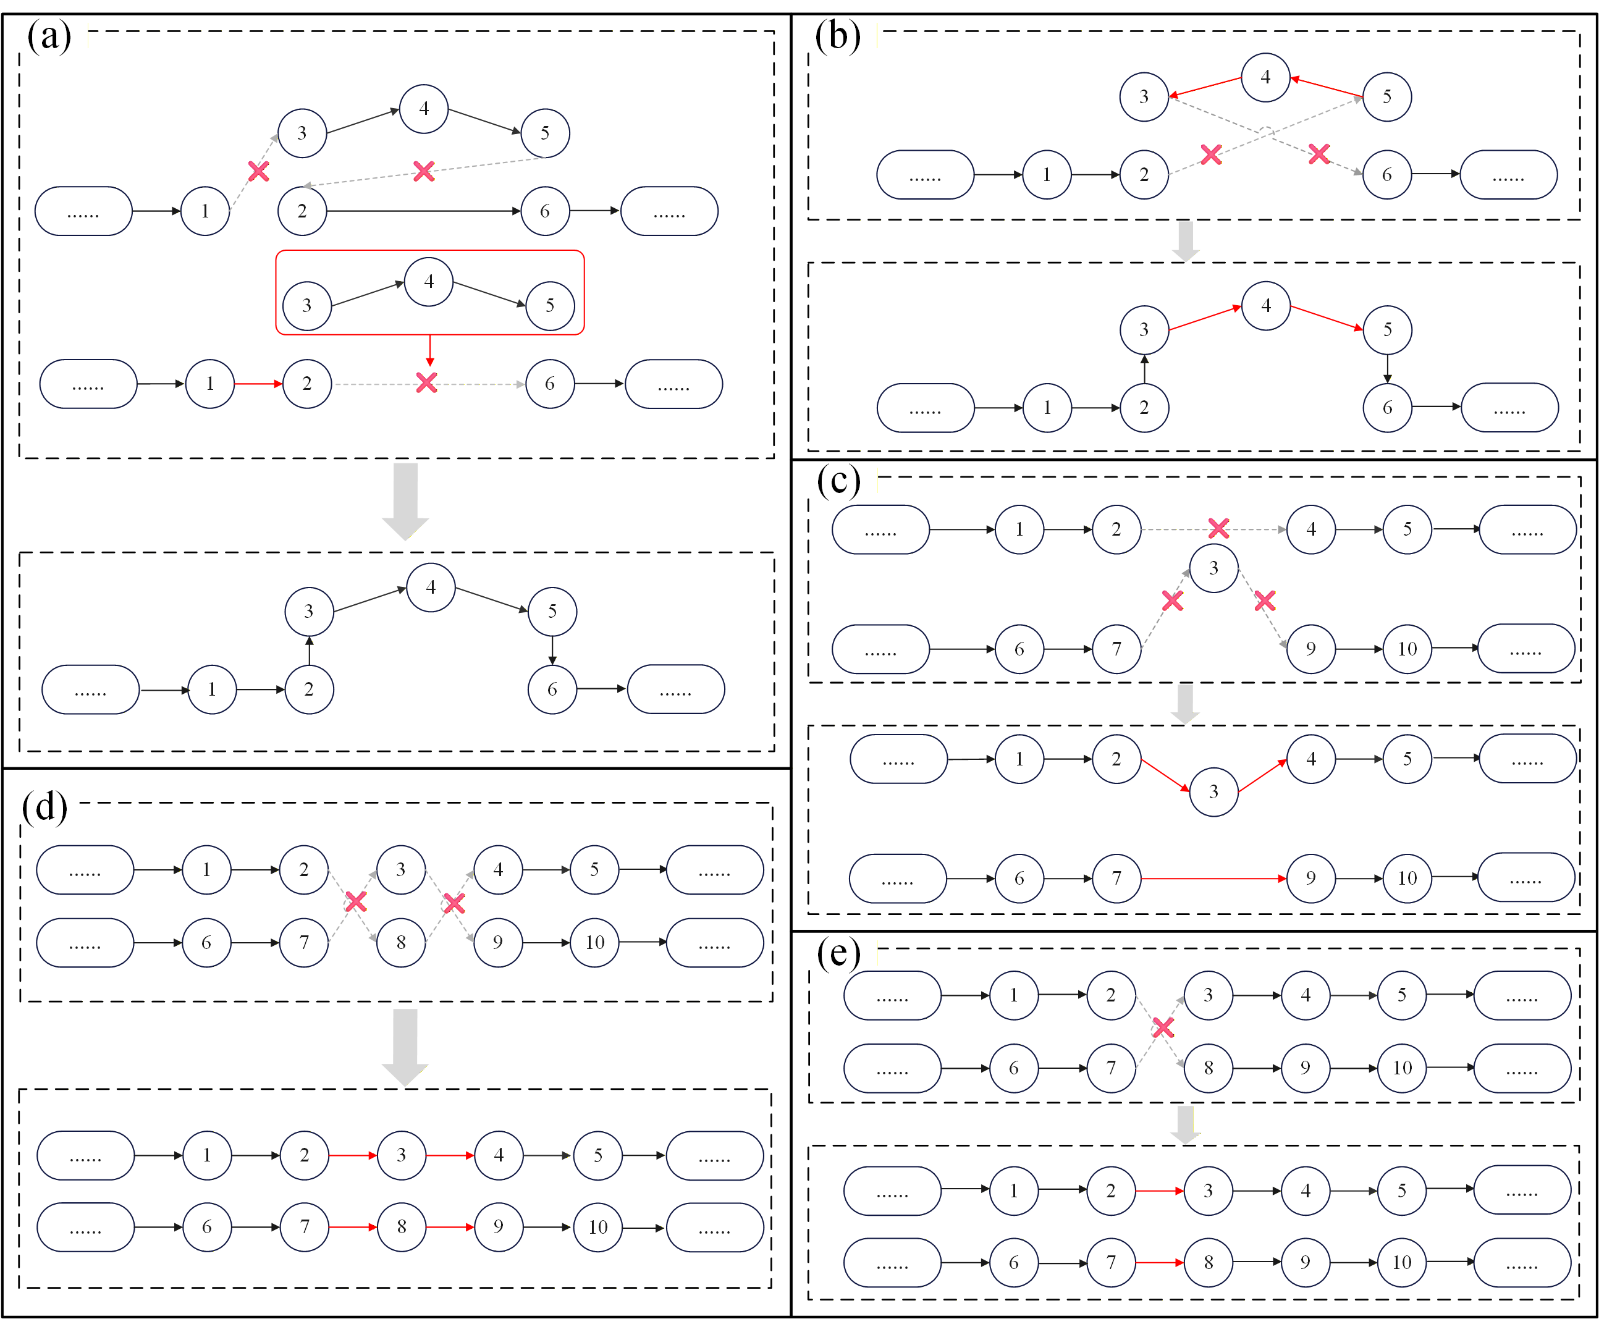 (a)
4
3
5
...... 1 2 6 ......
4
3 5
...... 1 2 6 ......
4
3 5
...... 1 2 6 ......
(b)
4
3 5
...... 1 2 6 ......
4
3 5
...... 1 2 6 ......
(c)
...... 1 2 4 5 ......
3
...... 6 7 9 10 ......
...... 1 2 4 5 ......
3
...... 6 7 9 10 ......
(d)
...... 1 2 3 4 5 ......
...... 6 7 8 9 10 ......
...... 1 2 3 4 5 ......
...... 6 7 8 9 10 ......
(e)
...... 1 2 3 4 5 ......
...... 6 7 8 9 10 ......
...... 1 2 3 4 5 ......
...... 6 7 8 9 10 ......